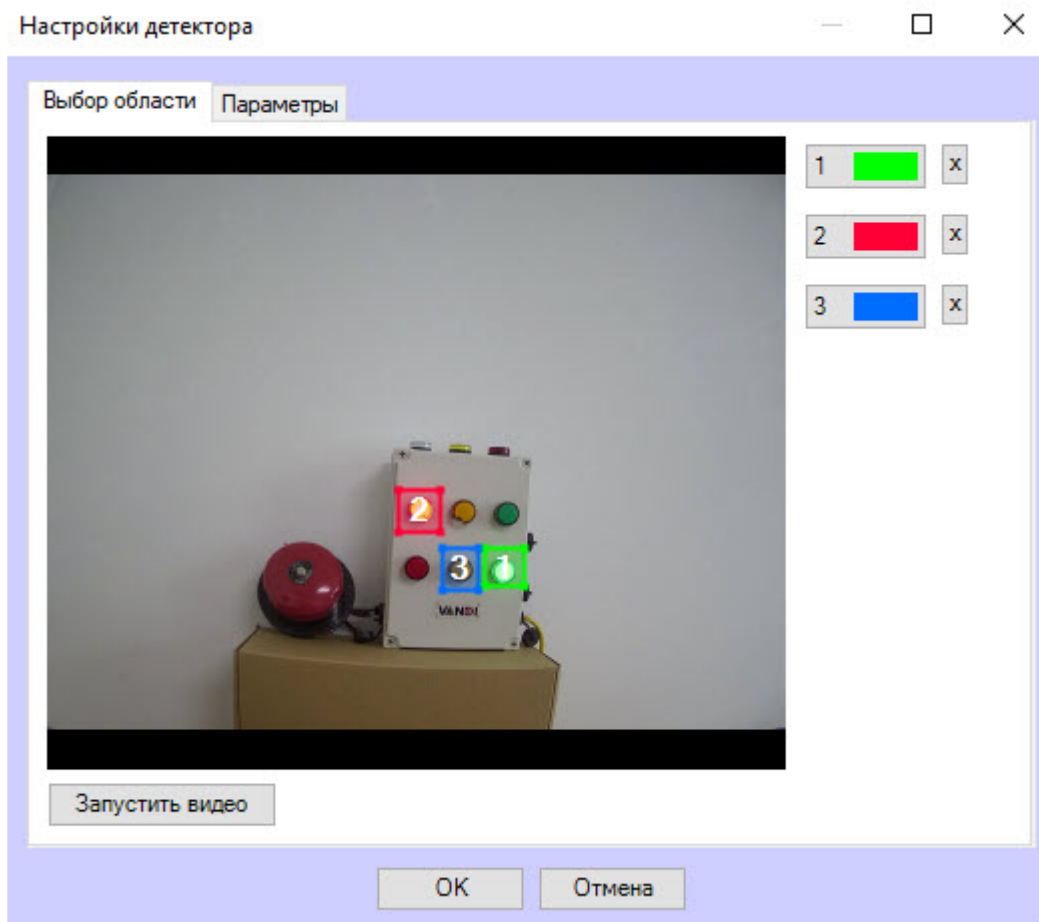 Настройки детектора
Выбор области Параметры
1 x
2 x
3 x
2
3 1
VANDI
Запустить видео
OK Отмена